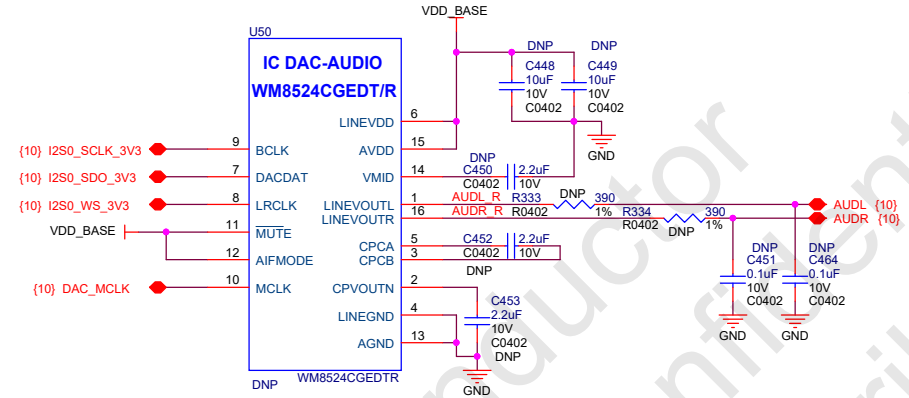 VDD_BASE
U50
IC DAC-AUDIO
WM8524CGEDT/R
DNP DNP
C448 C449
10uF 10uF
10V 10V
C0402 C0402
LINEVDD 6
GND
{10} I2S0_SCLK_3V3 9 BCLK AVDD 15
DNP
{10} I2S0_SDO_3V3 7 DACDAT VMID 14 C450 2.2uF
C0402 10V
{10} I2S0_WS_3V3 8 LRCLK LINEVOUTL 1 AUDL_R R333 DNP 390 AUDL {10}
LINEVOUTR 16 AUDR_R R0402 1% R334 390 AUDR {10}
R0402 DNP 1%
VDD_BASE 11 MUTE
12 AIFMODE
CPCA 5 C452 2.2uF
CPCB 3 C0402 10V
DNP
DNP DNP
C451 C464
0.1uF 0.1uF
10V 10V
C0402 C0402
GND GND
{10} DAC_MCLK 10 MCLK CPVOUTN 2
C453
2.2uF
10V
C0402
DNP
LINEGND 4
AGND 13
GND
DNP WM8524CGEDTR